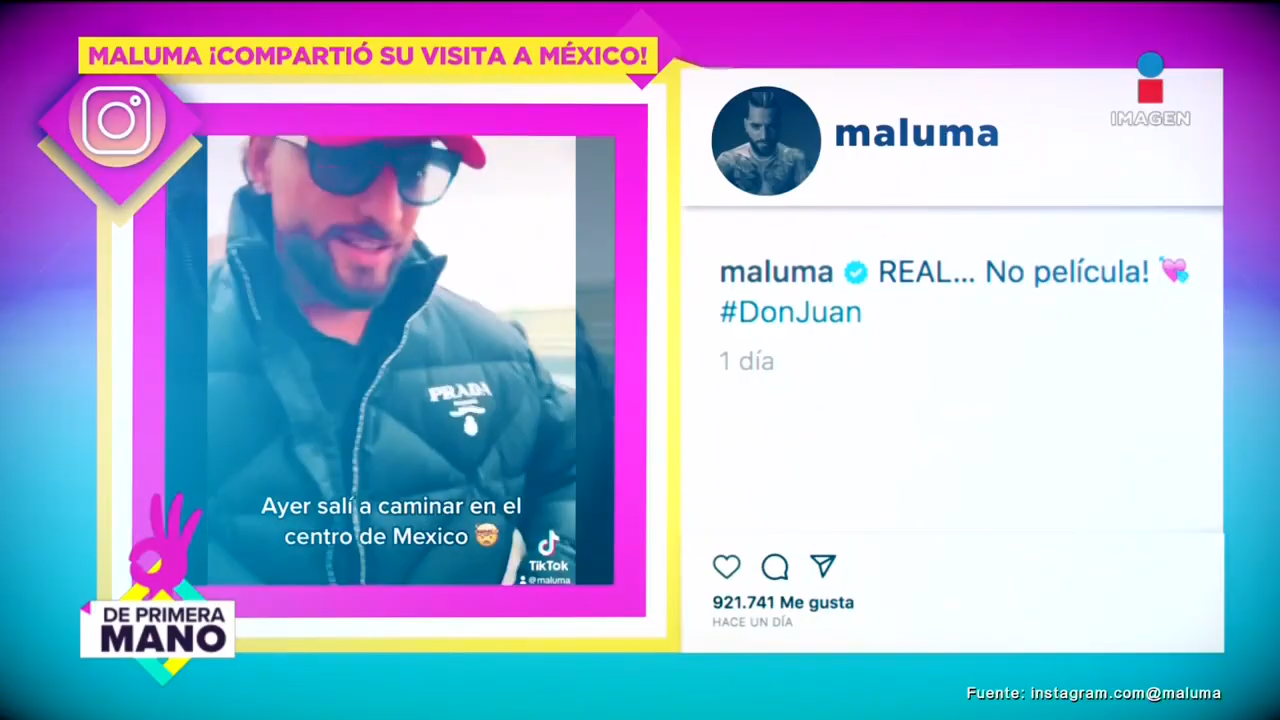 MALUMA ¡COMPARTIÓ SU VISITA A MÉXICO!
IMAGEN
maluma
maluma REAL... No película! 💘
#DonJuan
1 día
PRADA
Ayer salí a caminar en el
centro de Mexico 🤯
TikTok
@maluma
921.741 Me gusta
HACE UN DÍA
DE PRIMERA
MANO
Fuente: instagram.com@maluma